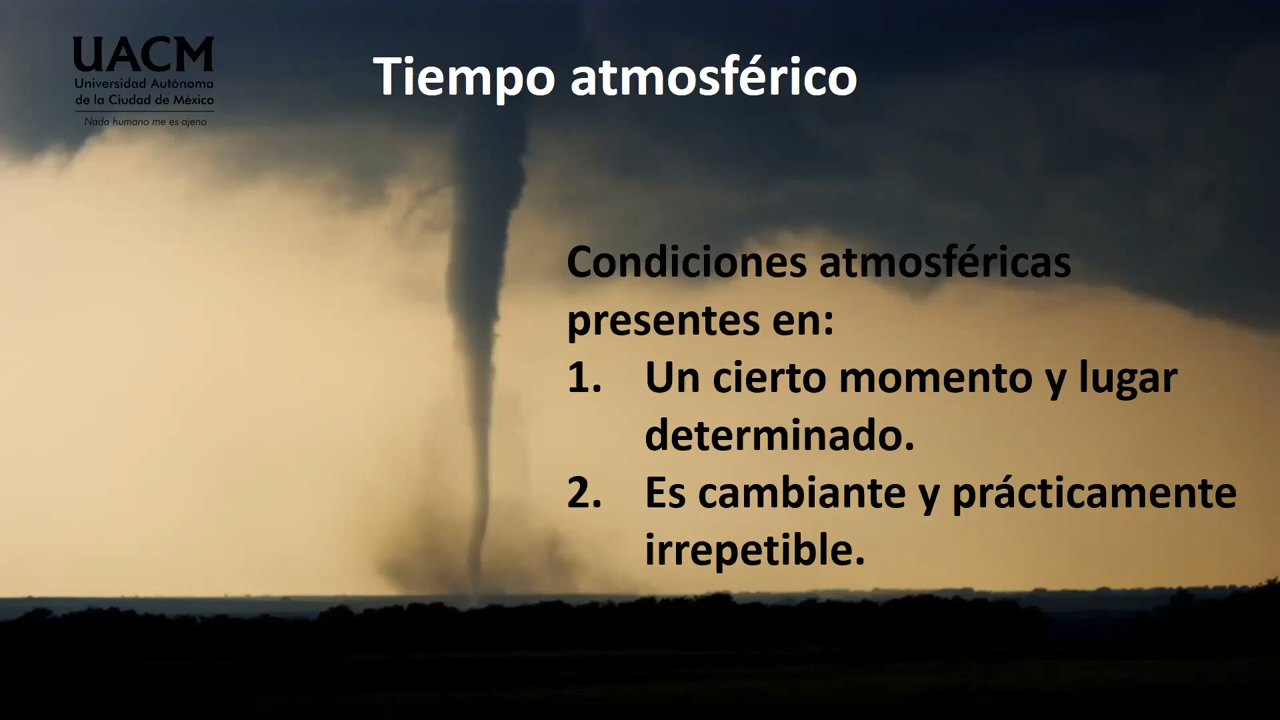 UACM
Universidad Autónoma
de la Ciudad de México
Nada humano me es ajeno
Tiempo atmosférico
Condiciones atmosféricas
presentes en:
1. Un cierto momento y lugar
determinado.
2. Es cambiante y prácticamente
irrepetible.